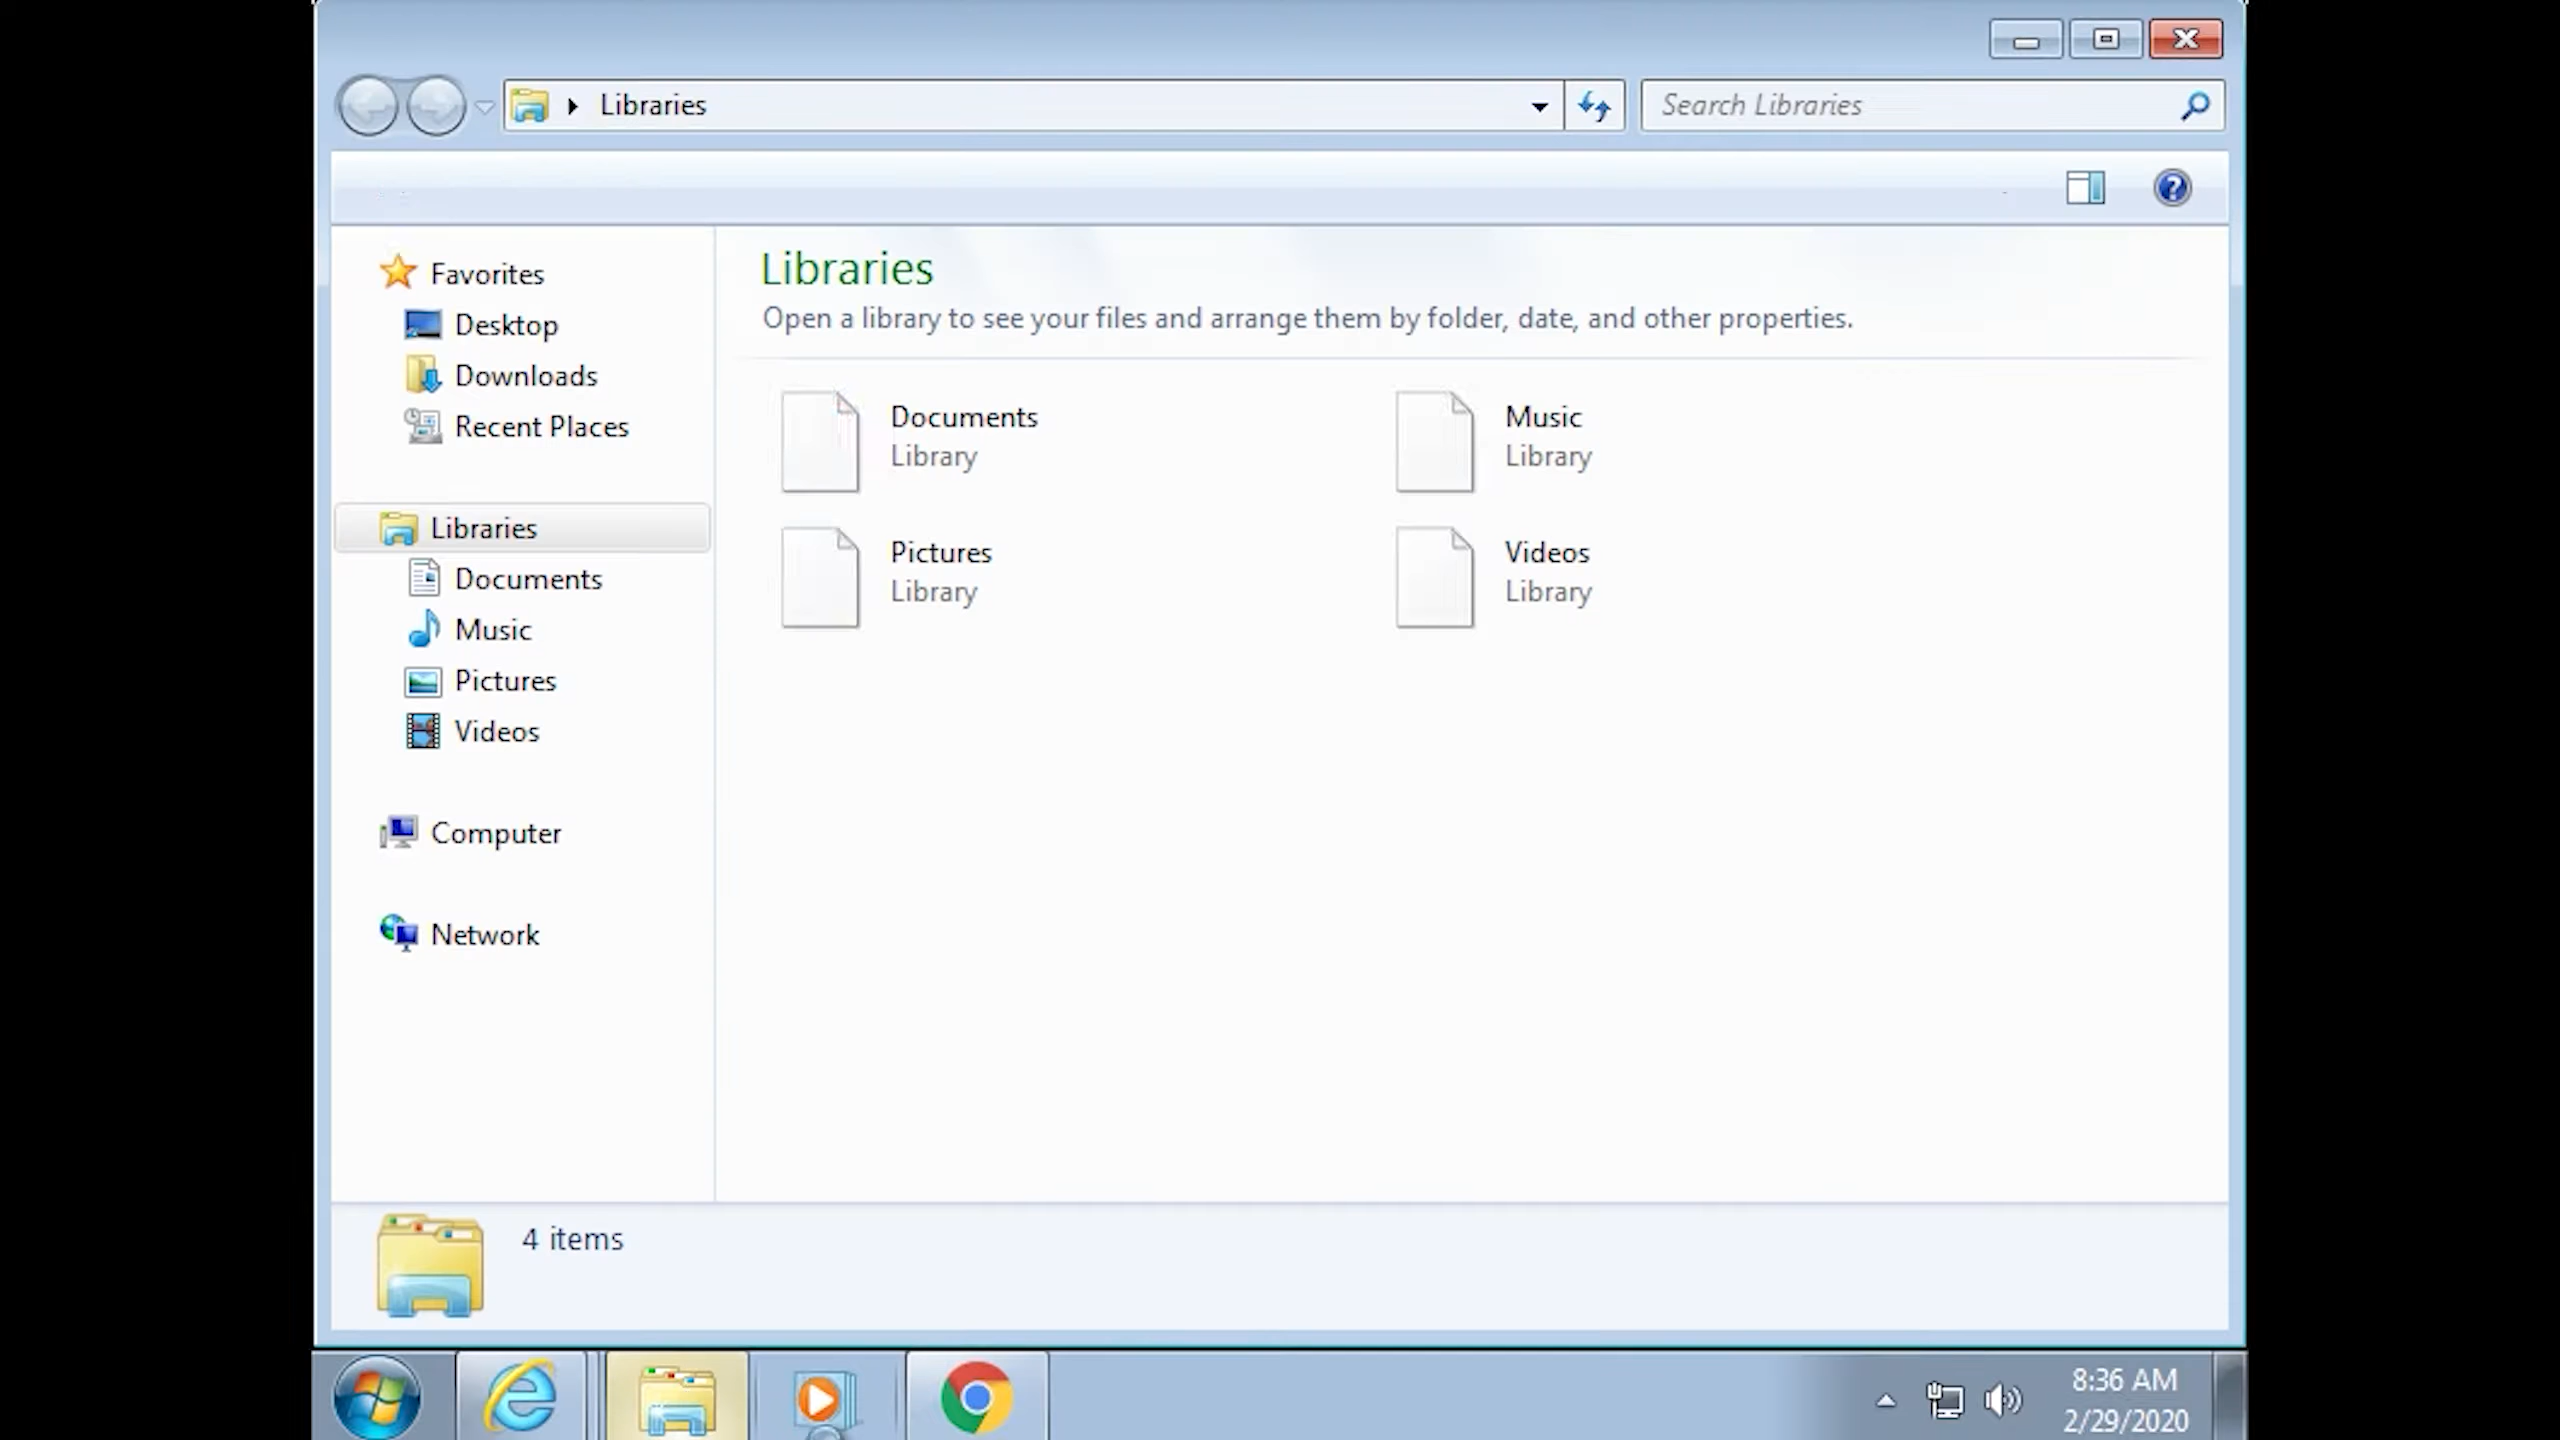 Libraries
Search Libraries
Favorites
Desktop
Downloads
Recent Places
Libraries
Documents
Music
Pictures
Videos
Computer
Network
Libraries
Open a library to see your files and arrange them by folder, date, and other properties.
Documents
Library
Music
Library
Pictures
Library
Videos
Library
4 items
8:36 AM
2/29/2020